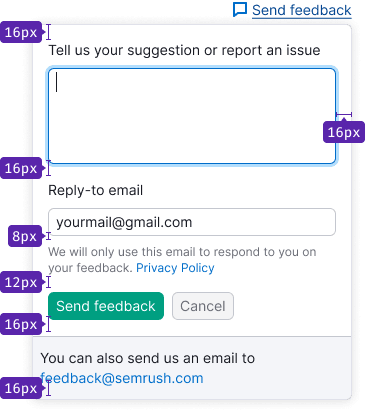 Send feedback
16px
Tell us your suggestion or report an issue
16px
16px
Reply-to email
yourmail@gmail.com
8px
We will only use this email to respond to you on
your feedback. Privacy Policy
12px
Send feedback Cancel
16px
You can also send us an email to
feedback@semrush.com
16px